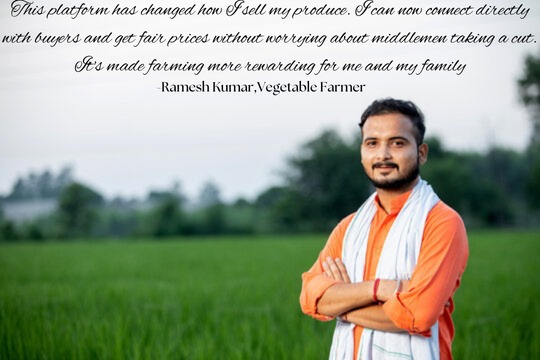 This platform has changed how I sell my produce. I can now connect directly
with buyers and get fair prices without worrying about middlemen taking a cut.
It's made farming more rewarding for me and my family
-Ramesh Kumar,Vegetable Farmer